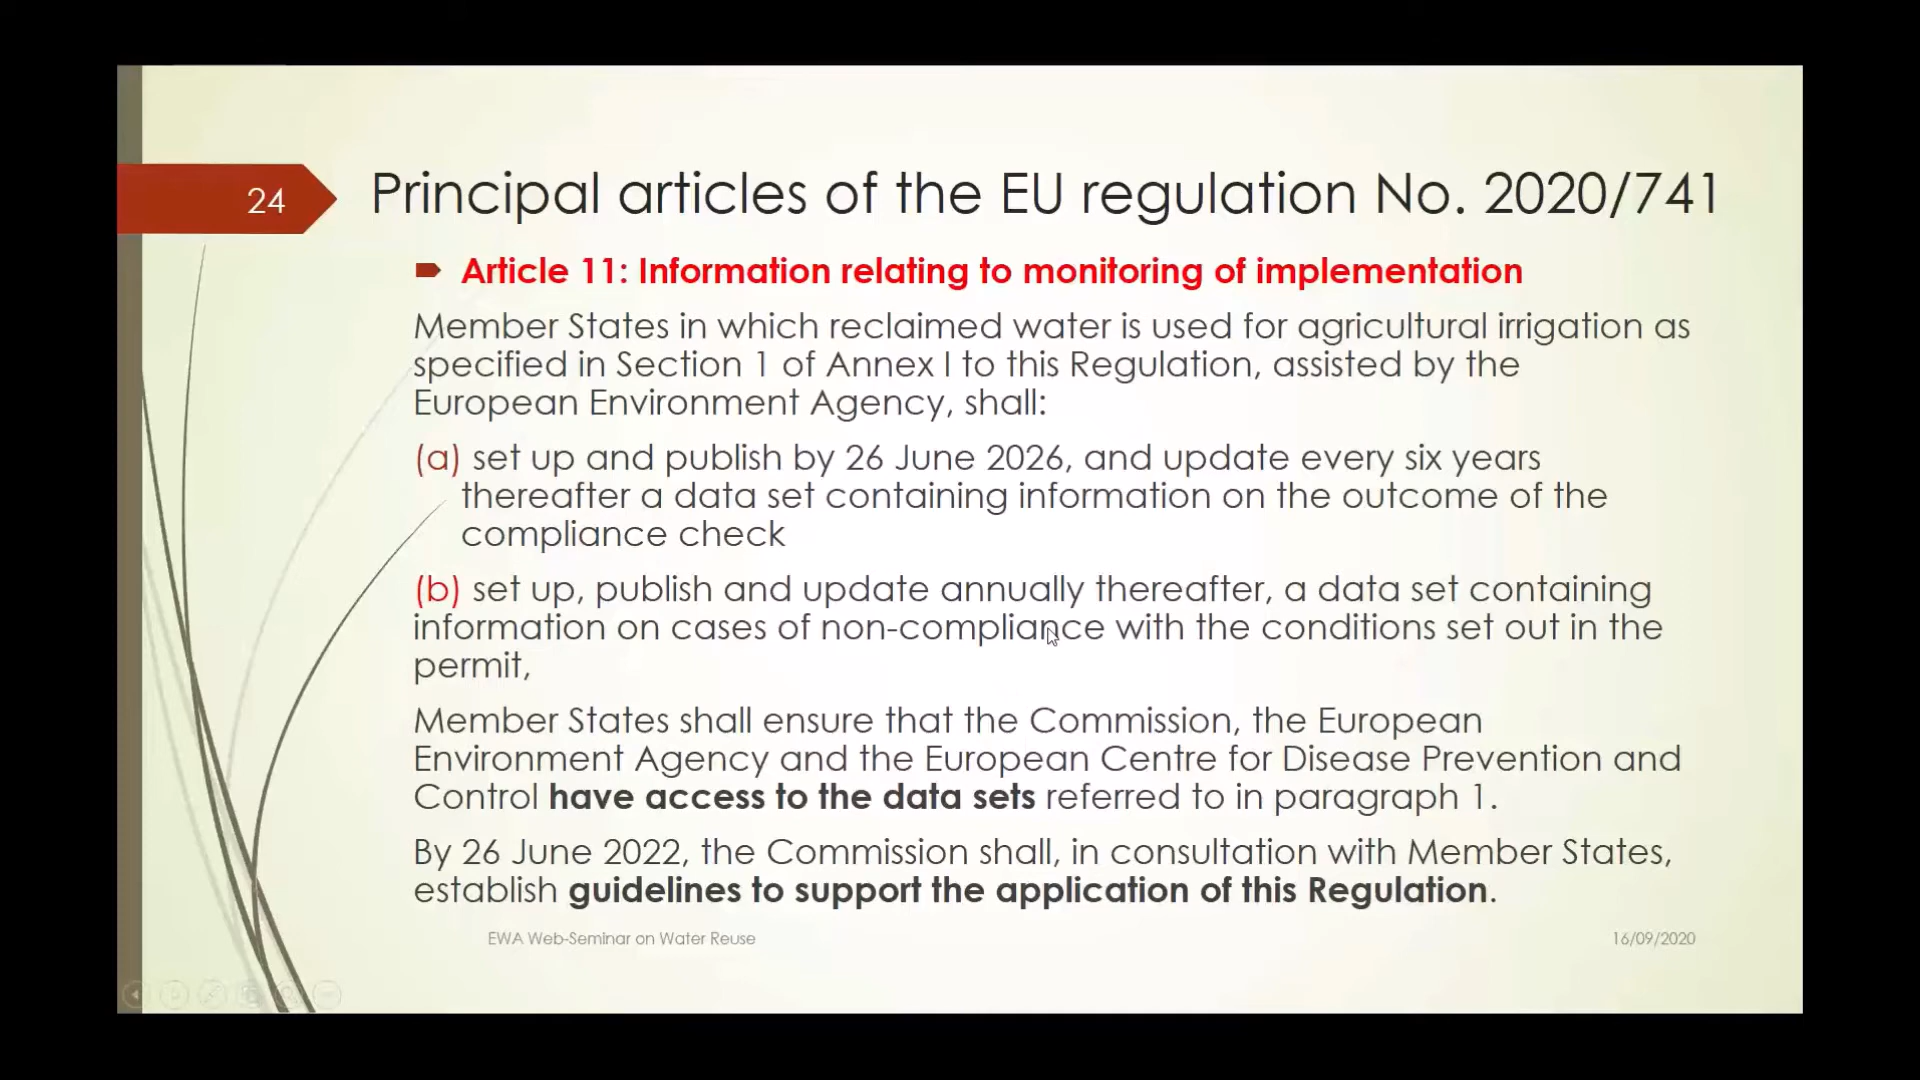 24
Principal articles of the EU regulation No. 2020/741
Article 11: Information relating to monitoring of implementation
Member States in which reclaimed water is used for agricultural irrigation as
specified in Section 1 of Annex I to this Regulation, assisted by the
European Environment Agency, shall:
(a) set up and publish by 26 June 2026, and update every six years
thereafter a data set containing information on the outcome of the
compliance check
(b) set up, publish and update annually thereafter, a data set containing
information on cases of non-compliance with the conditions set out in the
permit,
Member States shall ensure that the Commission, the European
Environment Agency and the European Centre for Disease Prevention and
Control have access to the data sets referred to in paragraph 1.
By 26 June 2022, the Commission shall, in consultation with Member States,
establish guidelines to support the application of this Regulation.
EWA Web-Seminar on Water Reuse
16/09/2020